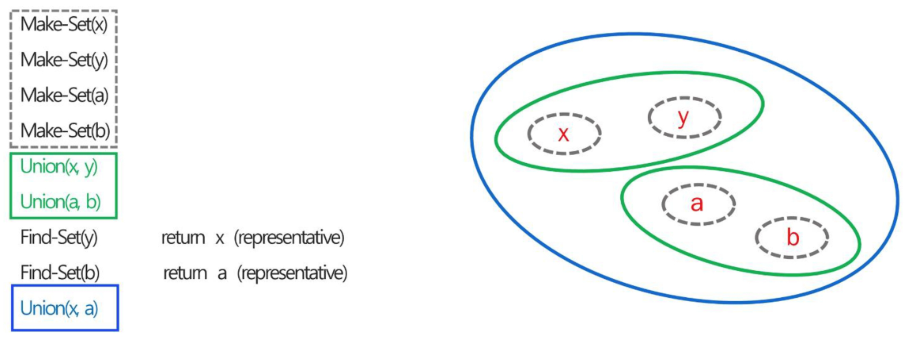 Make-Set(x)
Make-Set(y)
Make-Set(a)
Make-Set(b)
Union(x, y)
Union(a, b)
Find-Set(y) return x (representative)
Find-Set(b) return a (representative)
Union(x, a)
x
y
a
b